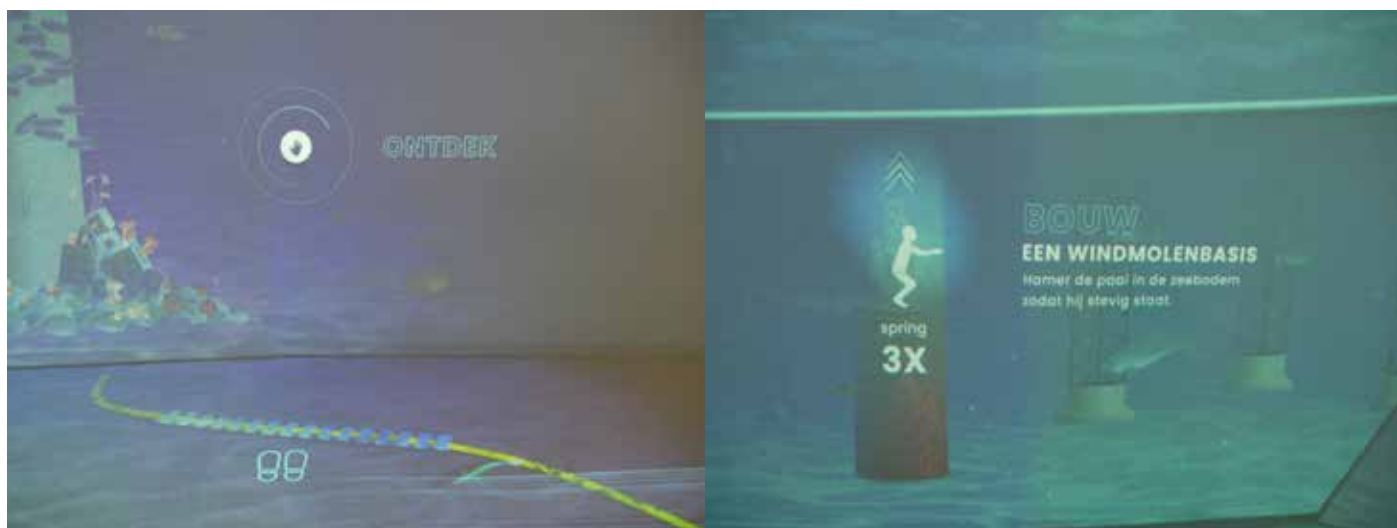 ONTDEK
BOUW
EEN WINDMOLENBASIS
Hamer de paal in de zeebodem
zodat hij stevig staat.
spring
3X